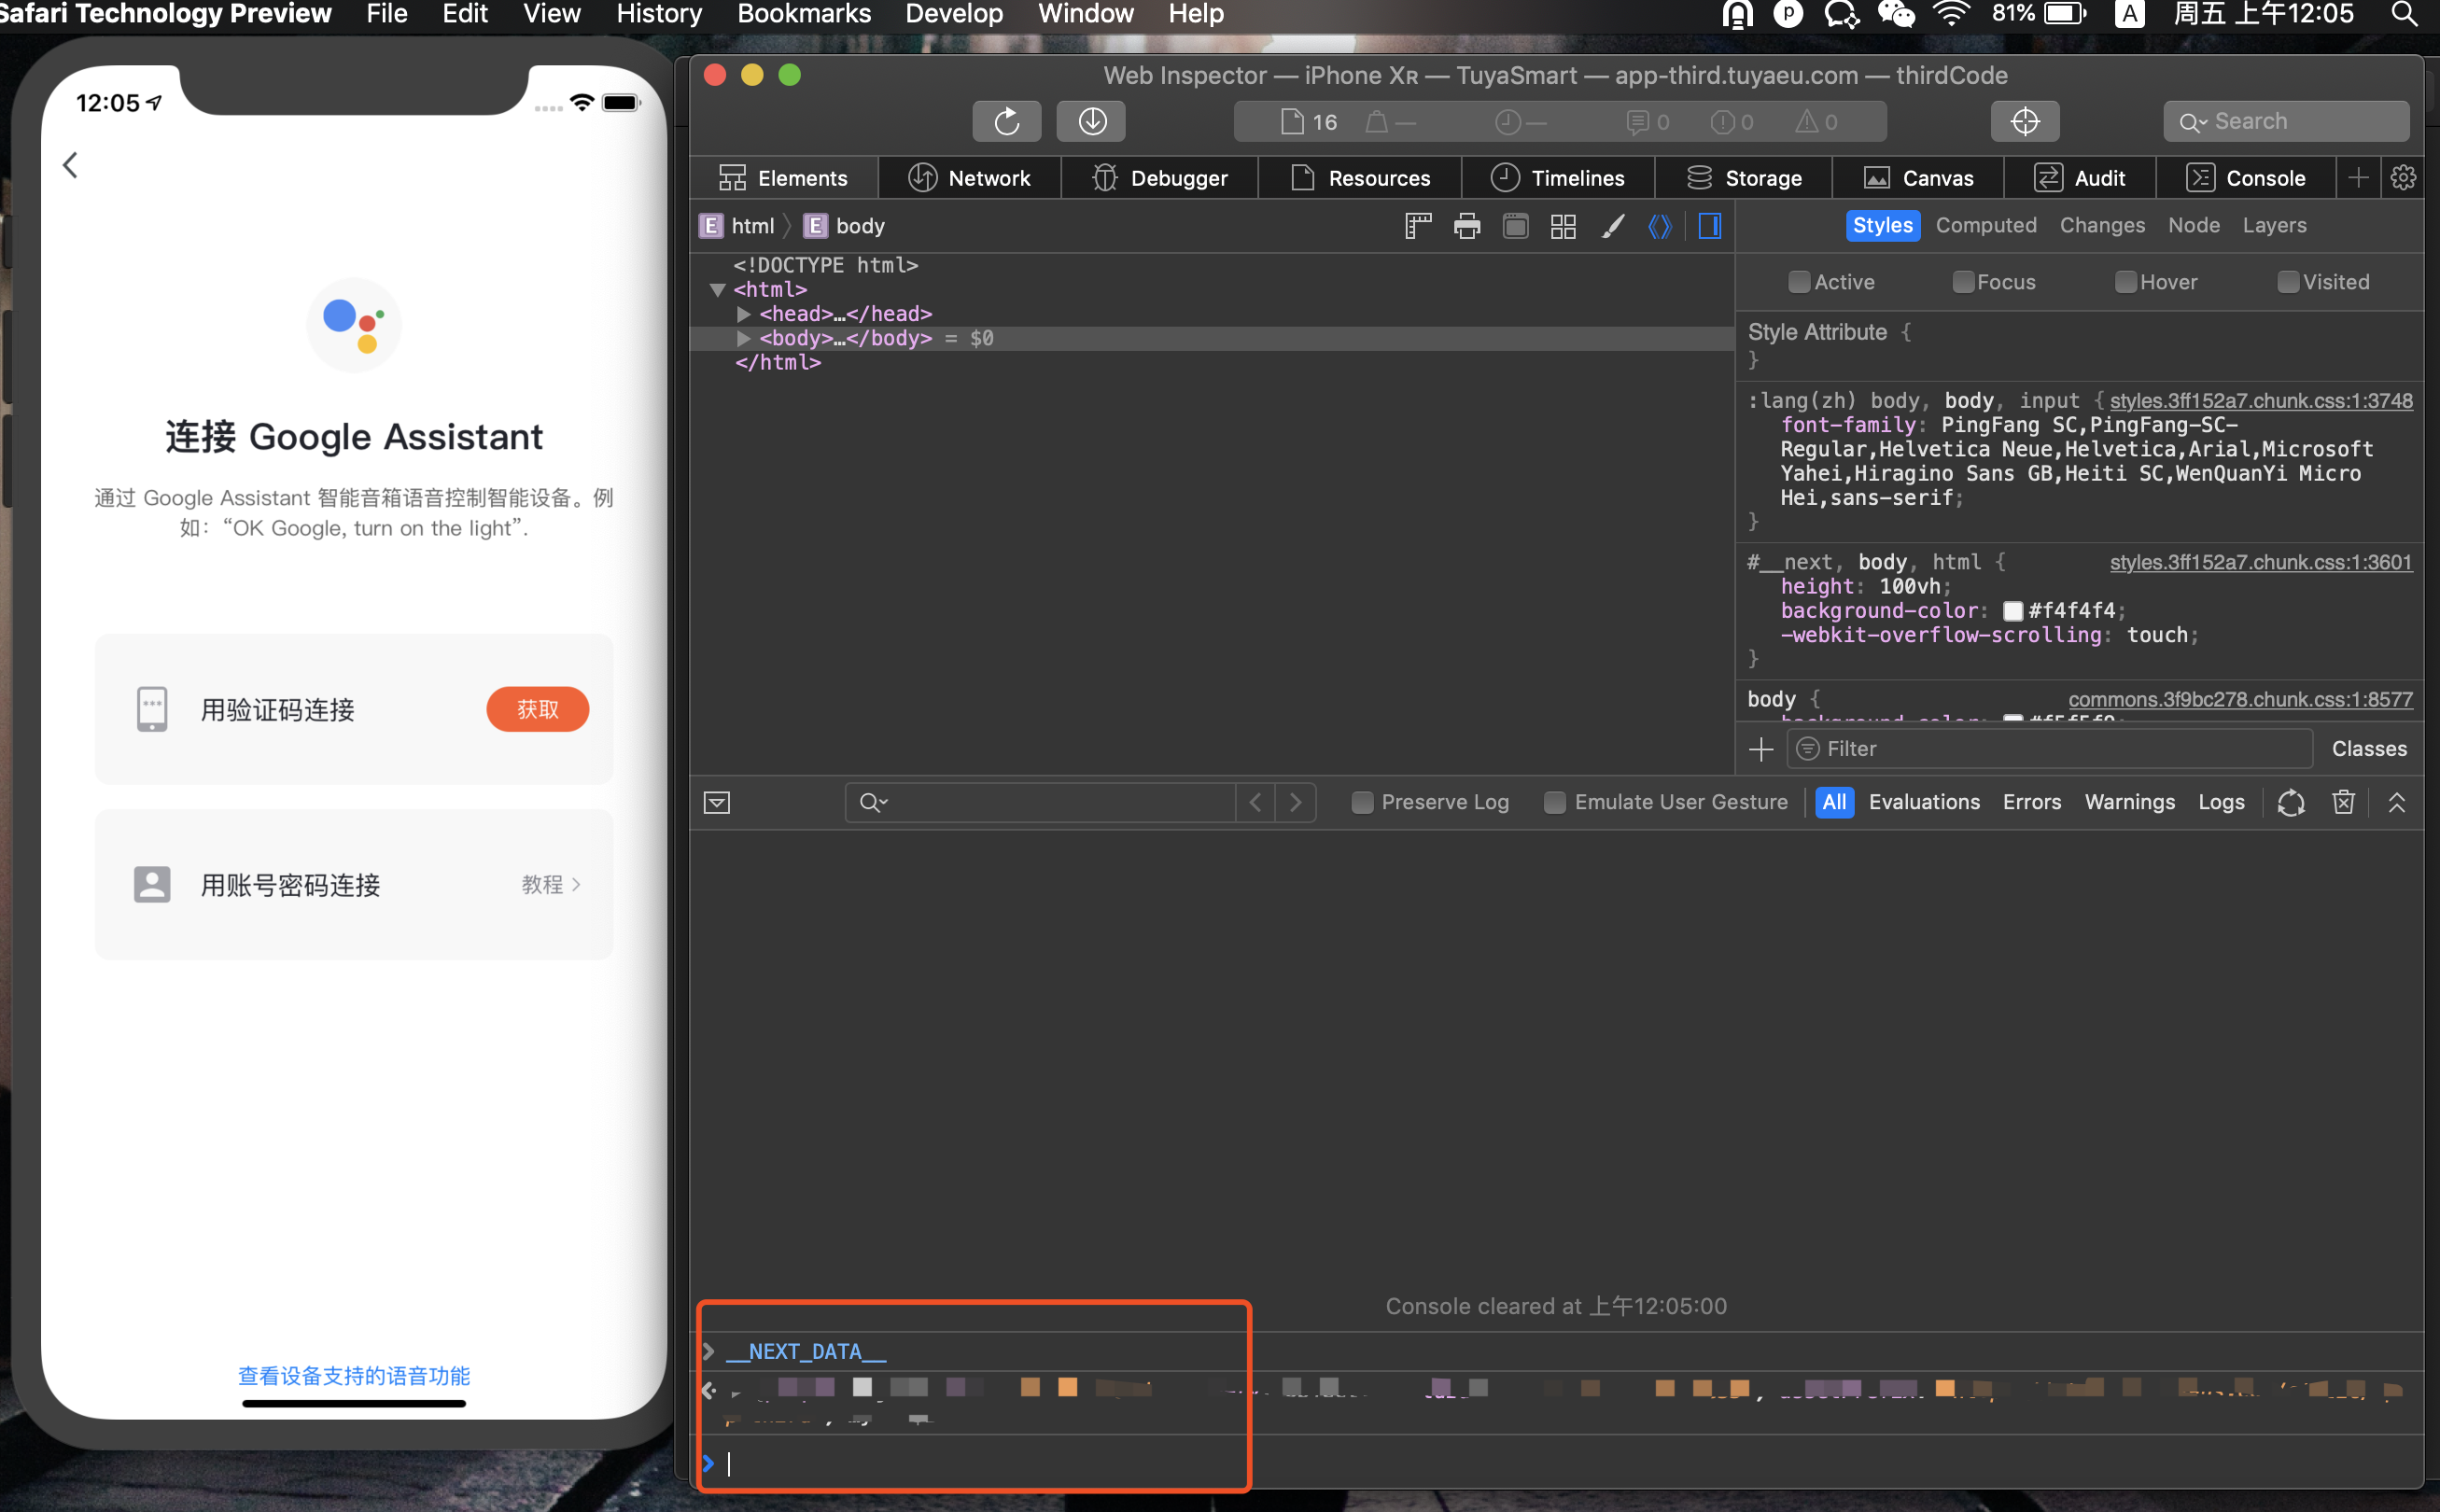 Safari Technology Preview File Edit View History Bookmarks Develop Window Help 81% A 周五 上午12:05
12:05
连接 Google Assistant
通过 Google Assistant 智能音箱语音控制智能设备。例
如：“OK Google, turn on the light”.
用验证码连接 获取
用账号密码连接 教程
查看设备支持的语音功能
Web Inspector — iPhone XR — TuyaSmart — app-third.tuyaeu.com — thirdCode
16 — — 0 0 0 Search
Elements Network Debugger Resources Timelines Storage Canvas Audit Console
E html E body
<!DOCTYPE html>
<html>
<head>…</head>
<body>…</body> = $0
</html>
Styles Computed Changes Node Layers
Active Focus Hover Visited
Style Attribute {
}
:lang(zh) body, body, input { styles.3ff152a7.chunk.css:1:3748
font-family: PingFang SC,PingFang-SC-
Regular,Helvetica Neue,Helvetica,Arial,Microsoft
Yahei,Hiragino Sans GB,Heiti SC,WenQuanYi Micro
Hei,sans-serif;
}
#__next, body, html { styles.3ff152a7.chunk.css:1:3601
height: 100vh;
background-color: #f4f4f4;
-webkit-overflow-scrolling: touch;
}
body { commons.3f9bc278.chunk.css:1:8577
Filter Classes
Preserve Log Emulate User Gesture All Evaluations Errors Warnings Logs
Console cleared at 上午12:05:00
__NEXT_DATA__